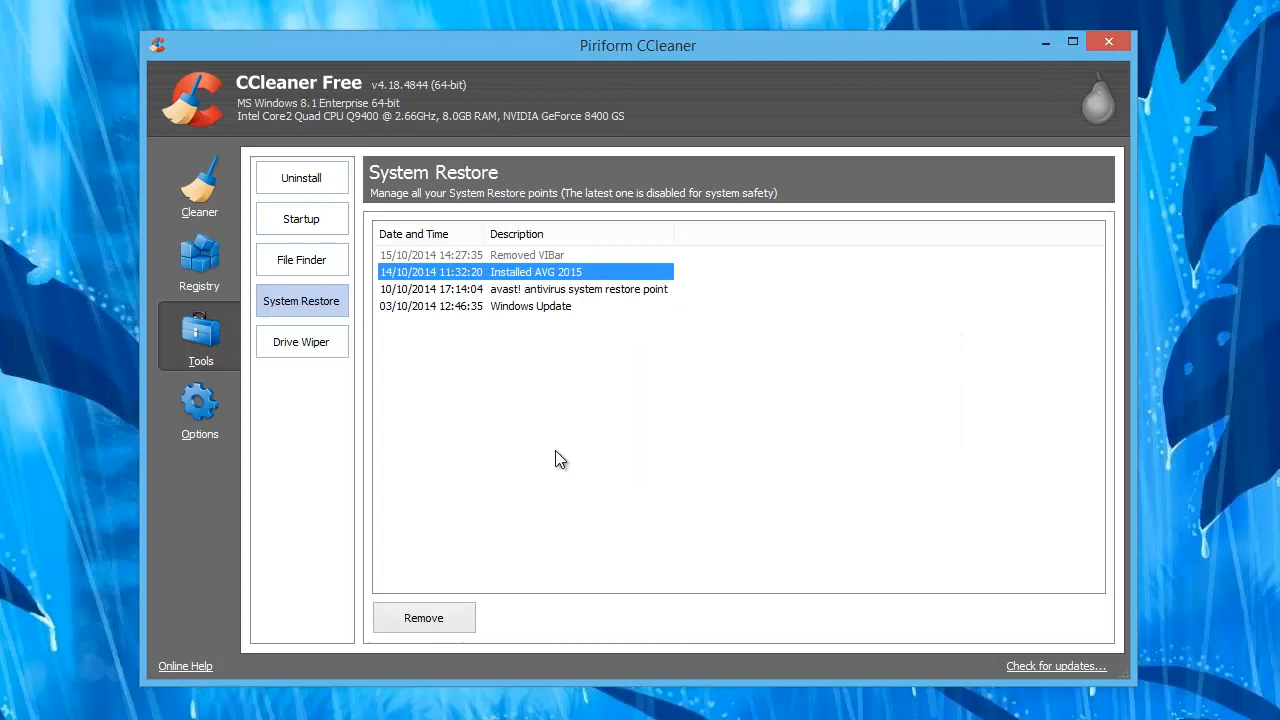 Piriform CCleaner
CCleaner Free v4.18.4844 (64-bit)
MS Windows 8.1 Enterprise 64-bit
Intel Core2 Quad CPU Q9400 @ 2.66GHz, 8.0GB RAM, NVIDIA GeForce 8400 GS
Cleaner
Registry
Tools
Options
Uninstall
Startup
File Finder
System Restore
Drive Wiper
System Restore
Manage all your System Restore points (The latest one is disabled for system safety)
Date and Time Description
15/10/2014 14:27:35 Removed VIBar
14/10/2014 11:32:20 Installed AVG 2015
10/10/2014 17:14:04 avast! antivirus system restore point
03/10/2014 12:46:35 Windows Update
Remove
Online Help
Check for updates...